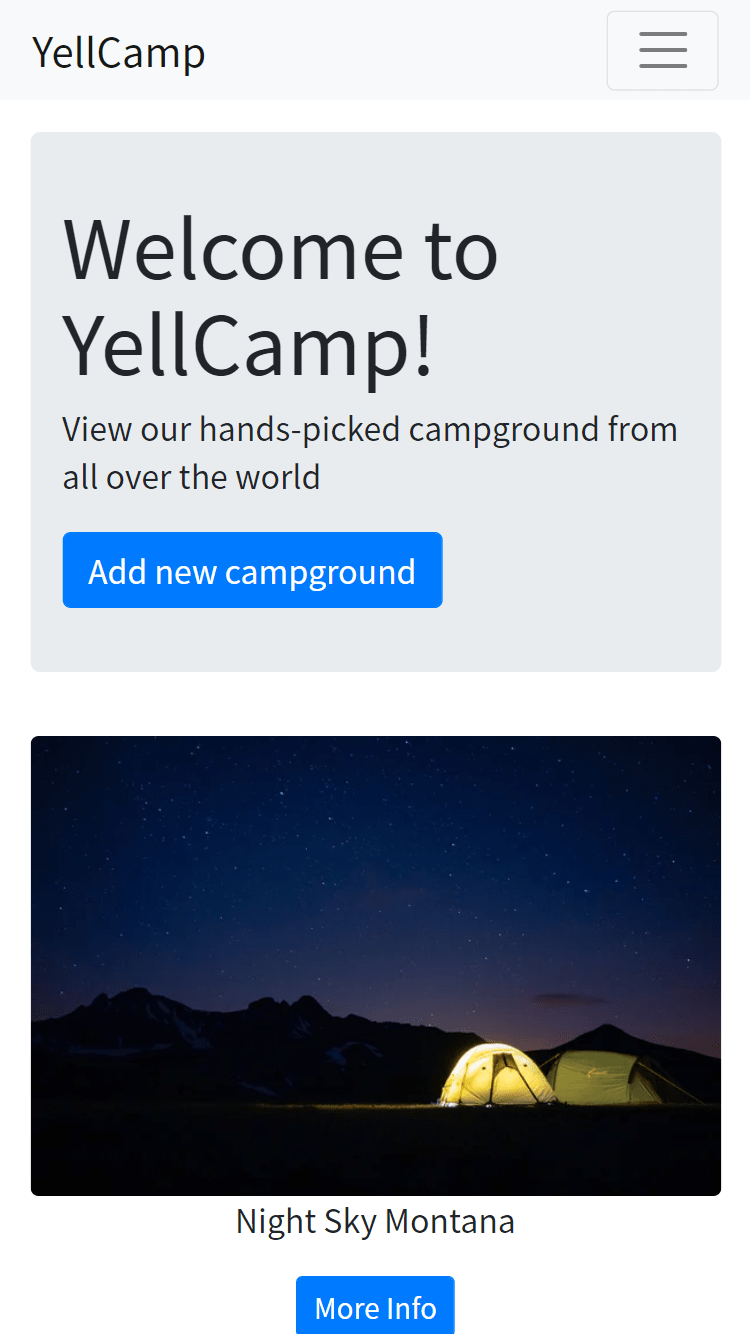 YellCamp
Welcome to
YellCamp!
View our hands-picked campground from
all over the world
Add new campground
Night Sky Montana
More Info